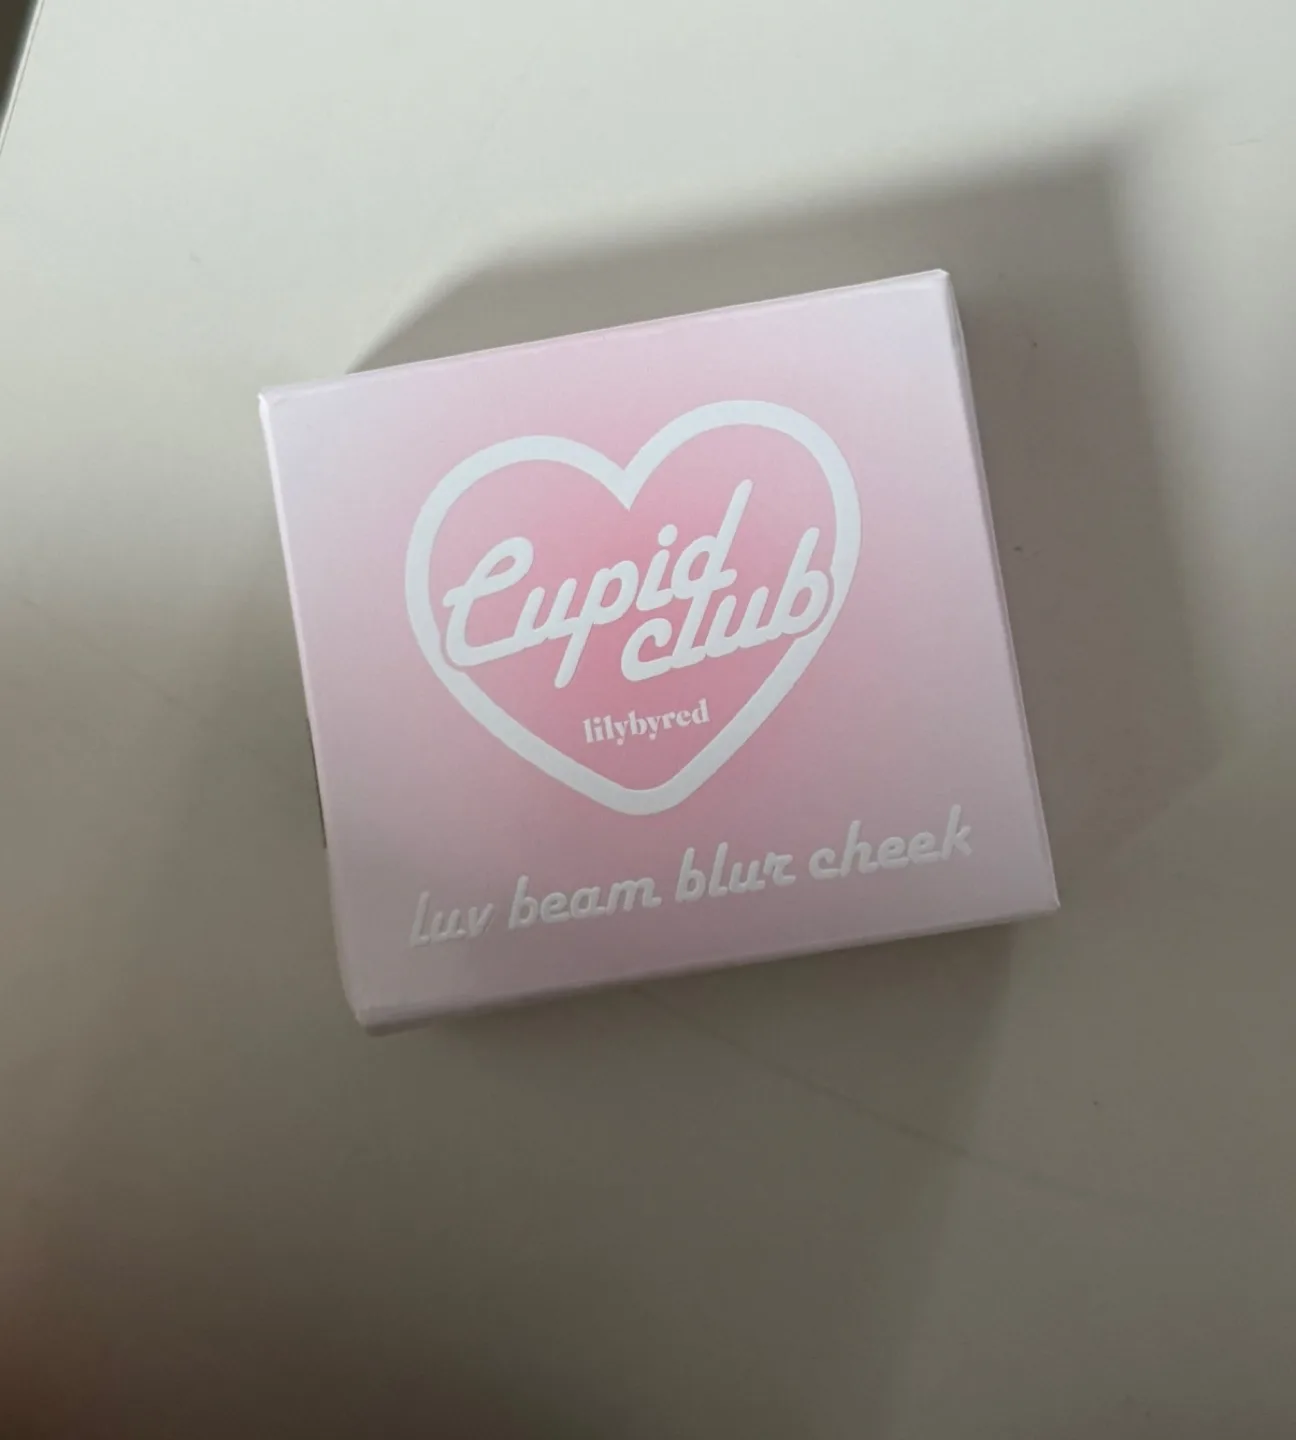 Cupid
club
lilybyred
luv beam blur cheek